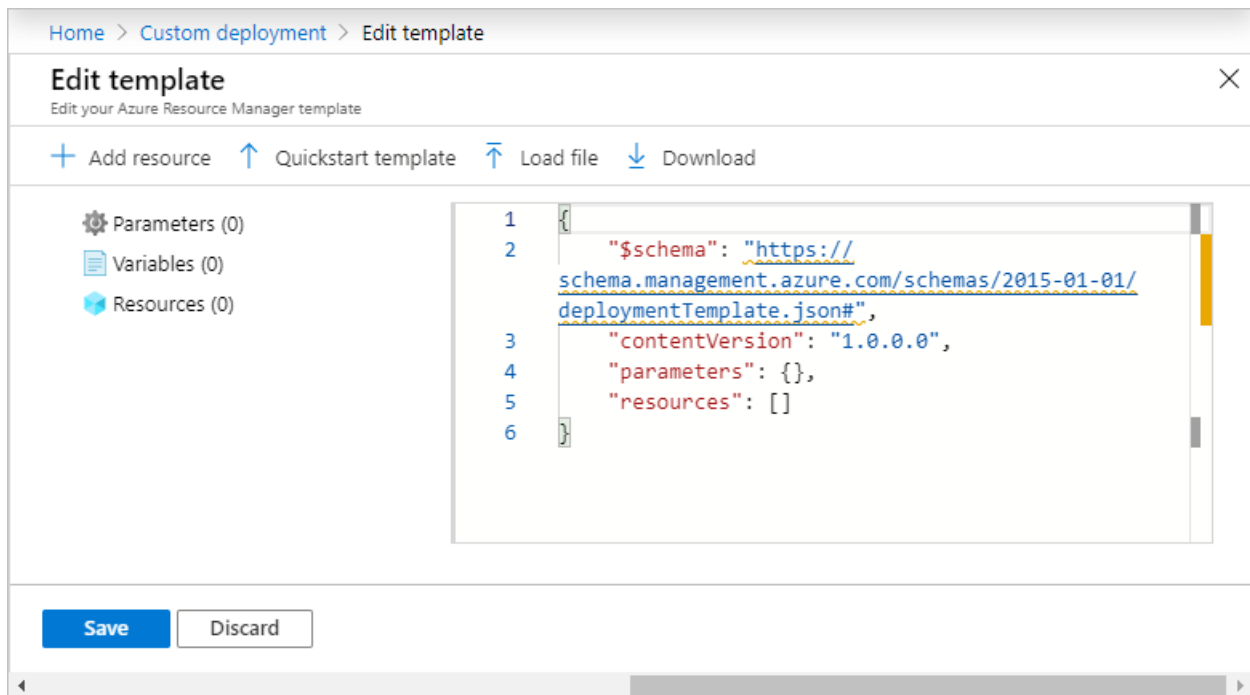 Home > Custom deployment > Edit template
Edit template
Edit your Azure Resource Manager template
Add resource Quickstart template Load file Download
Parameters (0)
Variables (0)
Resources (0)
1 {
2 "$schema": "https://
schema.management.azure.com/schemas/2015-01-01/
deploymentTemplate.json#",
3 "contentVersion": "1.0.0.0",
4 "parameters": {},
5 "resources": []
6 }
Save Discard